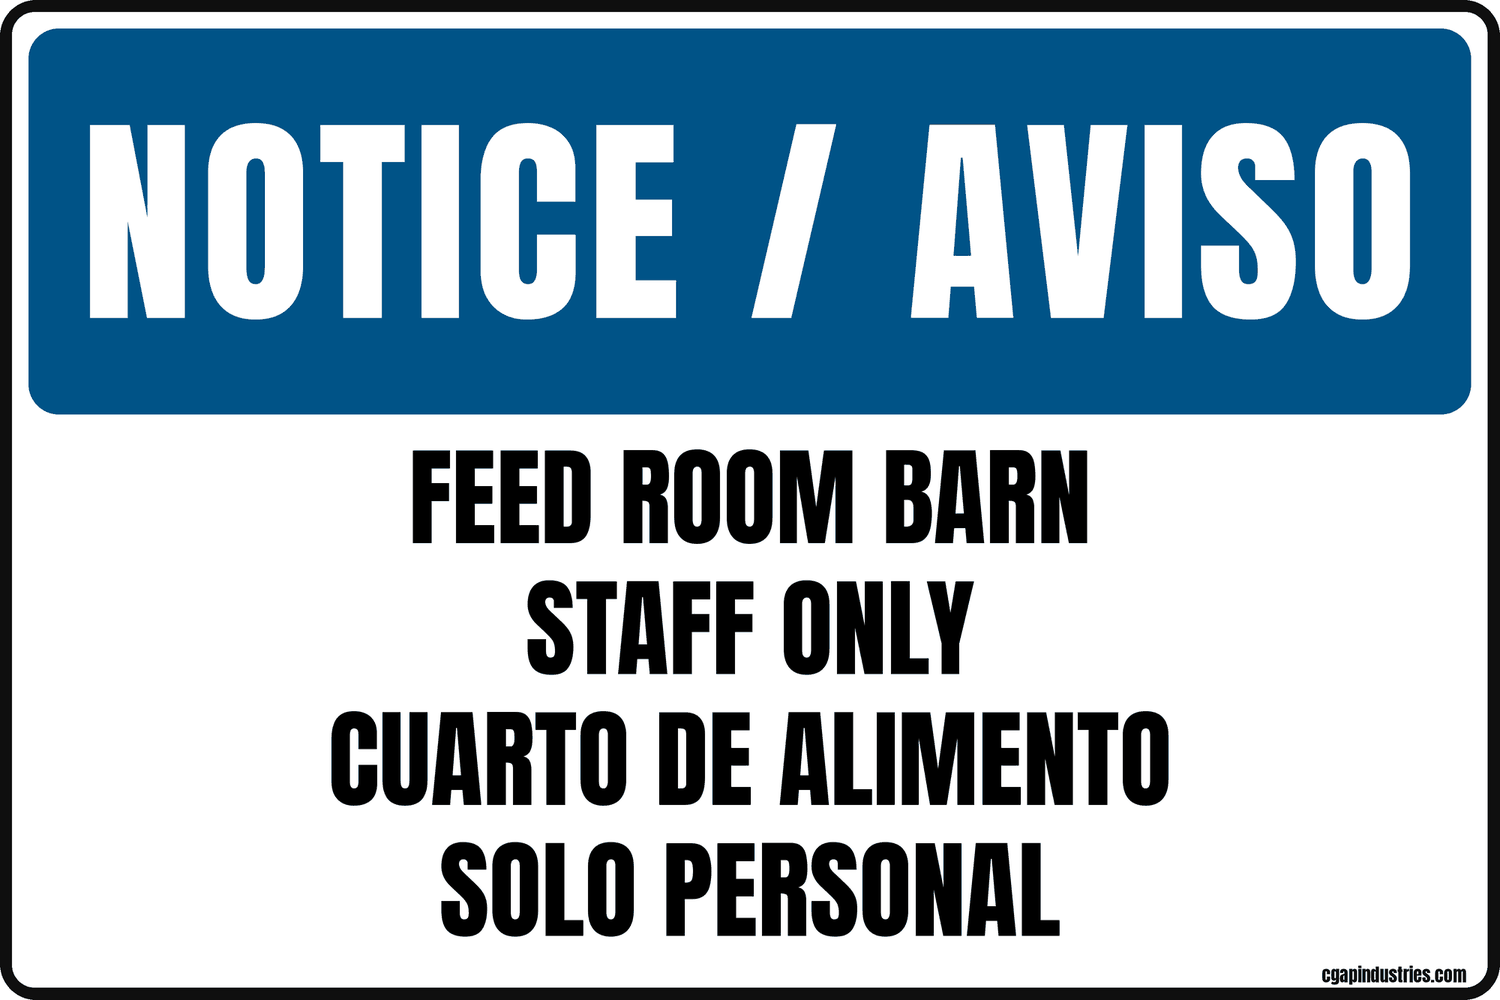 NOTICE / AVISO
FEED ROOM BARN
STAFF ONLY
CUARTO DE ALIMENTO
SOLO PERSONAL
cgapindustries.com